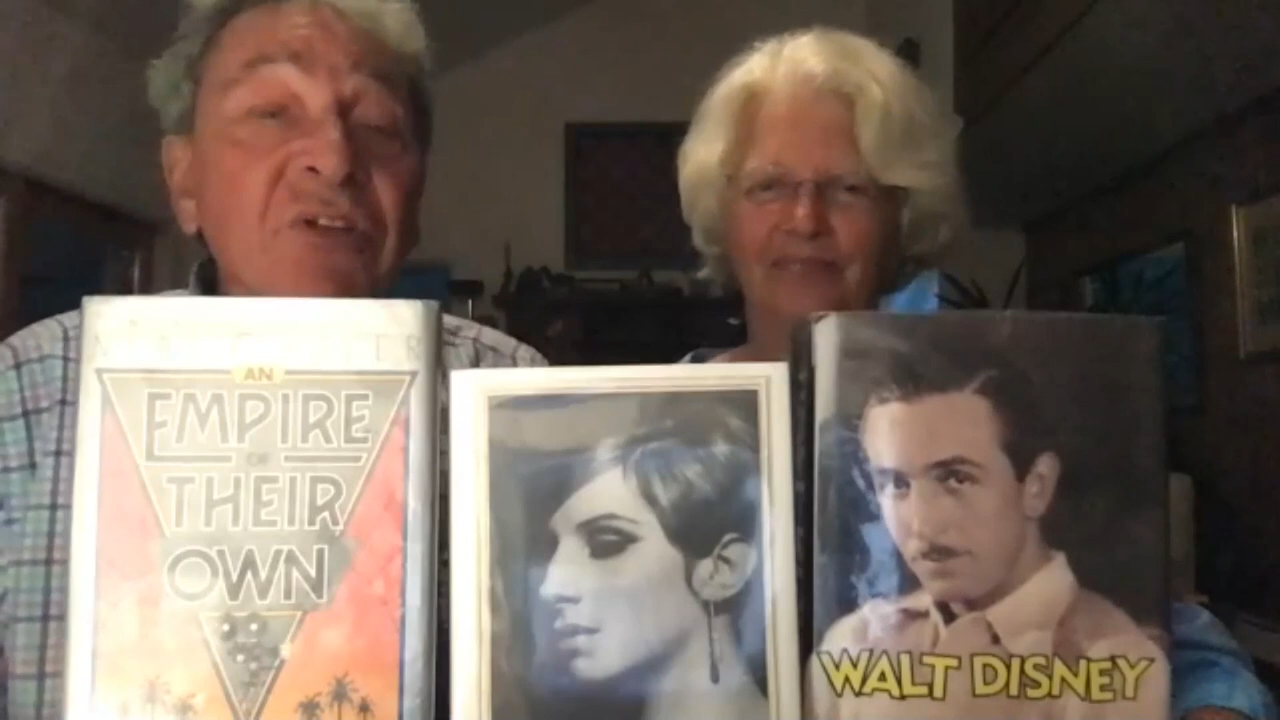 AN
EMPIRE
OF
THEIR
OWN
WALT DISNEY